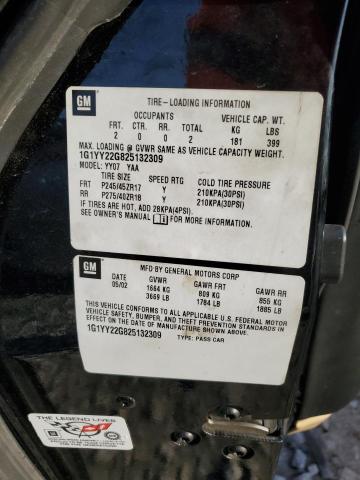 GM
TIRE-LOADING INFORMATION
OCCUPANTS VEHICLE CAP. WT.
FRT. CTR. RR. TOTAL KG LBS
2 0 0 2 181 399
MAX. LOADING @ GVWR SAME AS VEHICLE CAPACITY WEIGHT.
1G1YY22G825132309
MODEL: YY07 YAA
TIRE SIZE SPEED RTG COLD TIRE PRESSURE
FRT P245/45ZR17 Y 210KPA(30PSI)
RR P275/40ZR18 Y 210KPA(30PSI)
IF TIRES ARE HOT, ADD 28KPA(4PSI).
SEE OWNER'S MANUAL FOR MORE INFORMATION.
GM
MFD BY GENERAL MOTORS CORP
DATE GVWR GAWR FRT GAWR RR
05/02 1664 KG 809 KG 855 KG
3669 LB 1784 LB 1885 LB
THIS VEHICLE CONFORMS TO ALL APPLICABLE U.S. FEDERAL MOTOR
VEHICLE SAFETY, BUMPER, AND THEFT PREVENTION STANDARDS IN
EFFECT ON THE DATE OF MANUFACTURE SHOWN ABOVE.
1G1YY22G825132309 TYPE: PASS CAR
THE LEGEND LIVES